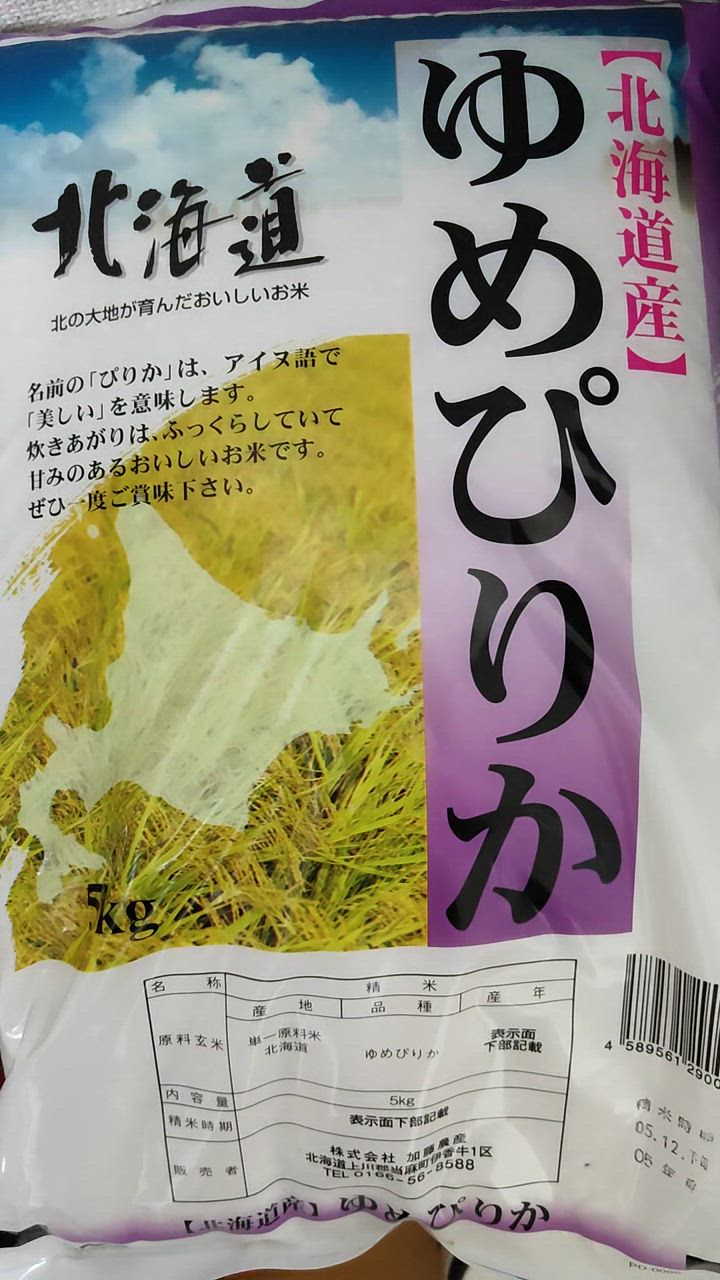 【北海道産】
ゆめぴりか
北海道
北の大地が育んだおいしいお米
名前の「ぴりか」は、アイヌ語で
「美しい」を意味します。
炊きあがりは、ふっくらしていて
甘みのあるおいしいお米です。
ぜひ一度ご賞味下さい。
5kg
名 称 精 米
原料玄米 産 地 品 種 産 年
単一原料米 北海道 ゆめぴりか 表示面 下部記載
内容量 5kg
精米時期 表示面下部記載
販売者 株式会社 加藤農産
北海道上川郡当麻町伊香牛1区
TEL 0166-56-8588
4 589561 2900
精米時期
05.12.下旬
05年産
【北海道産】ゆめぴりか